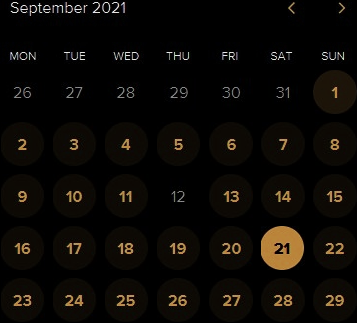 September 2021
MON TUE WED THU FRI SAT SUN
26 27 28 29 30 31 1
2 3 4 5 6 7 8
9 10 11 12 13 14 15
16 17 18 19 20 21 22
23 24 25 26 27 28 29